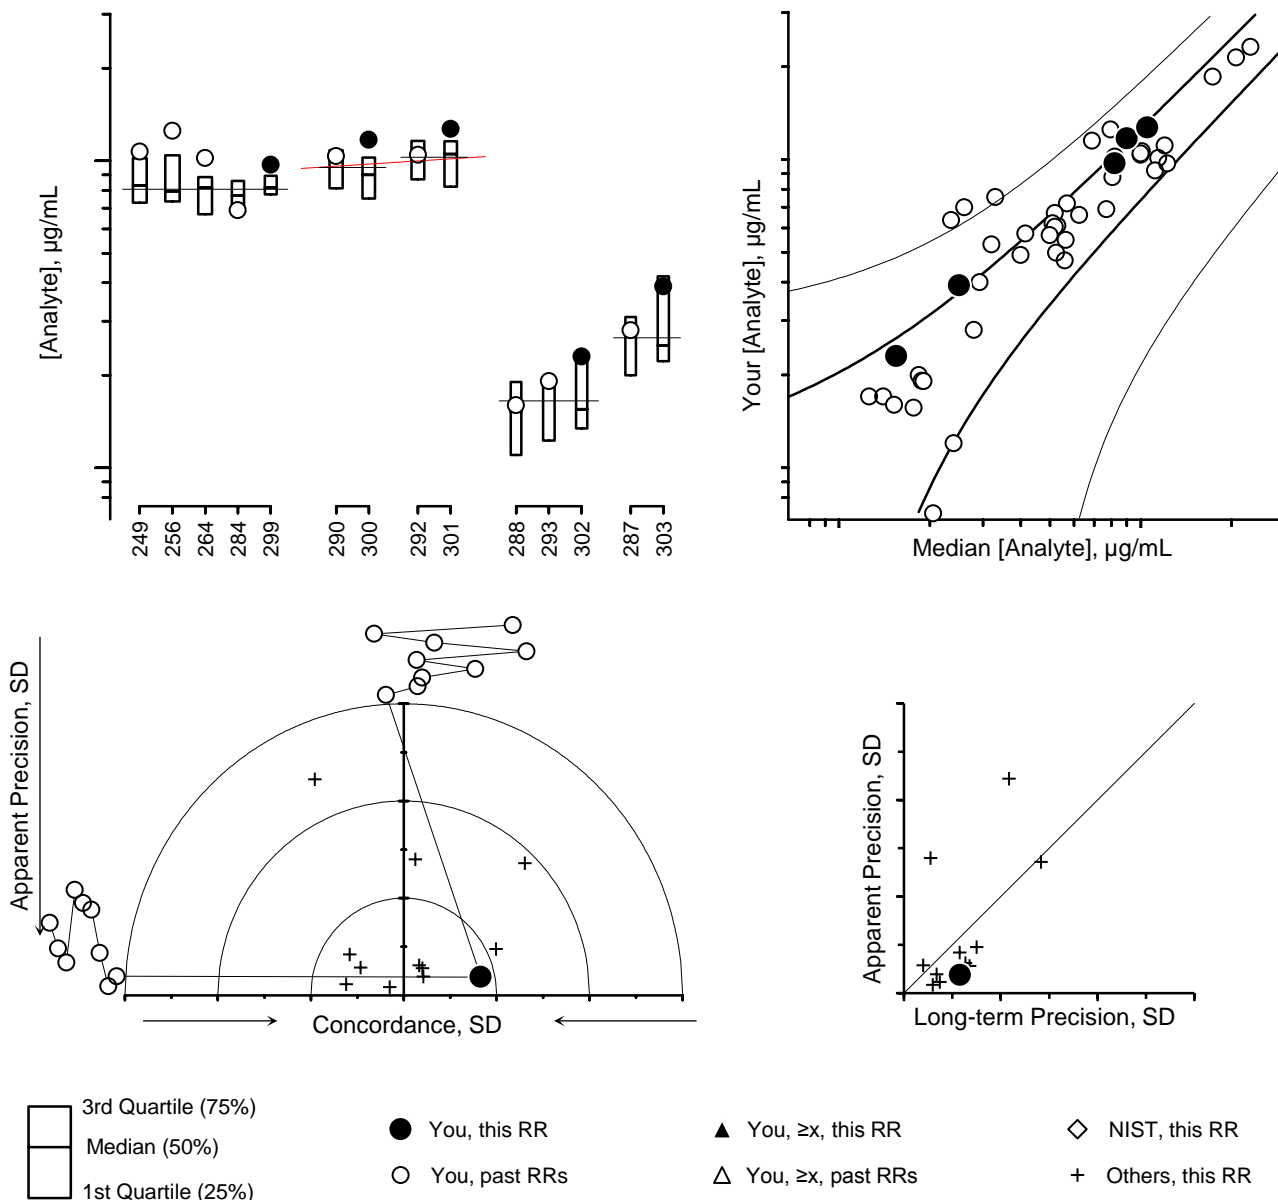 [Analyte], µg/mL
249 256 264 284 299 290 300 292 301 288 293 302 287 303
Your [Analyte], µg/mL
Median [Analyte], µg/mL
Apparent Precision, SD
Concordance, SD
Apparent Precision, SD
Long-term Precision, SD
3rd Quartile (75%)
Median (50%)
1st Quartile (25%)
You, this RR
You, past RRs
You, ≥x, this RR
You, ≥x, past RRs
NIST, this RR
Others, this RR